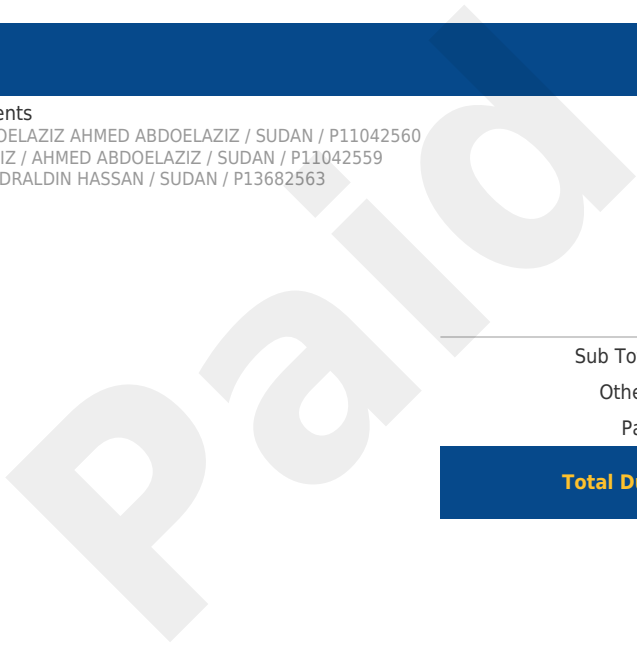 ents
DELAZIZ AHMED ABDOELAZIZ / SUDAN / P11042560
IZ / AHMED ABDOELAZIZ / SUDAN / P11042559
DRALDIN HASSAN / SUDAN / P13682563
Paid
Sub To
Othe
Pa
Total D